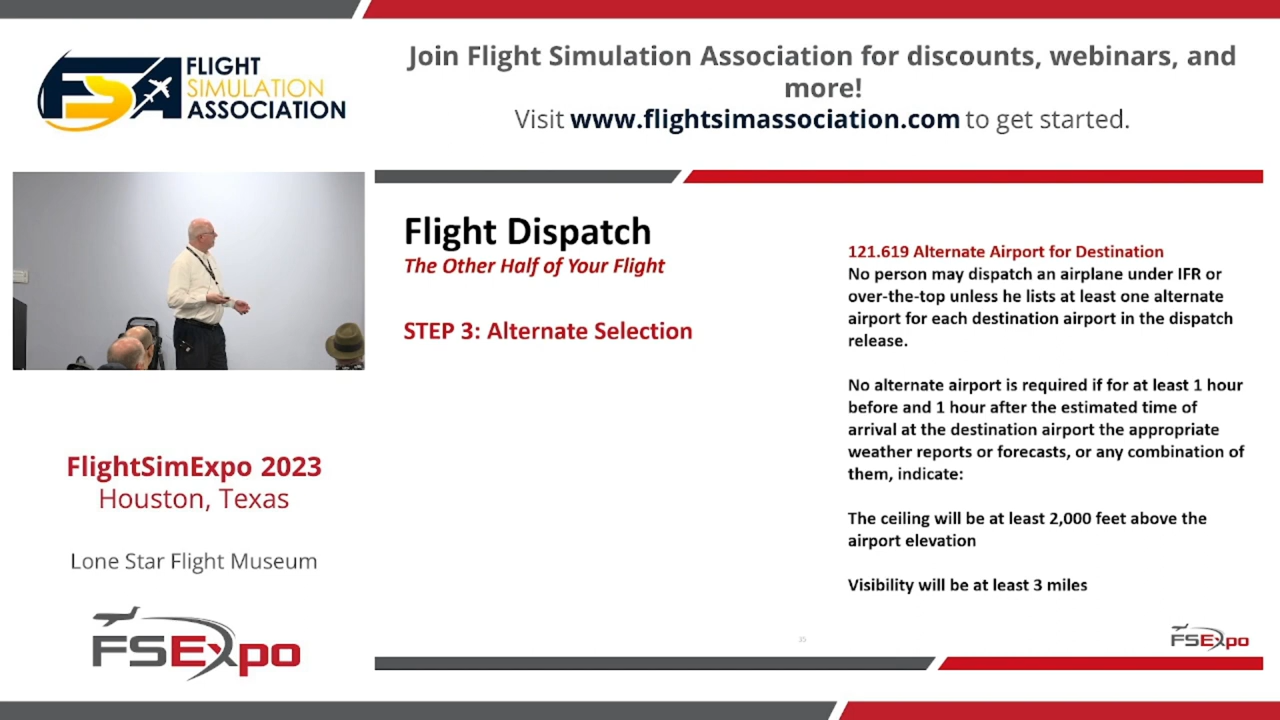 FLIGHT
SIMULATION
ASSOCIATION
FSA
Join Flight Simulation Association for discounts, webinars, and
more!
Visit www.flightsimassociation.com to get started.
Flight Dispatch
The Other Half of Your Flight
STEP 3: Alternate Selection
121.619 Alternate Airport for Destination
No person may dispatch an airplane under IFR or
over-the-top unless he lists at least one alternate
airport for each destination airport in the dispatch
release.
No alternate airport is required if for at least 1 hour
before and 1 hour after the estimated time of
arrival at the destination airport the appropriate
weather reports or forecasts, or any combination of
them, indicate:
The ceiling will be at least 2,000 feet above the
airport elevation
Visibility will be at least 3 miles
FlightSimExpo 2023
Houston, Texas
Lone Star Flight Museum
FSExpo
FSExpo